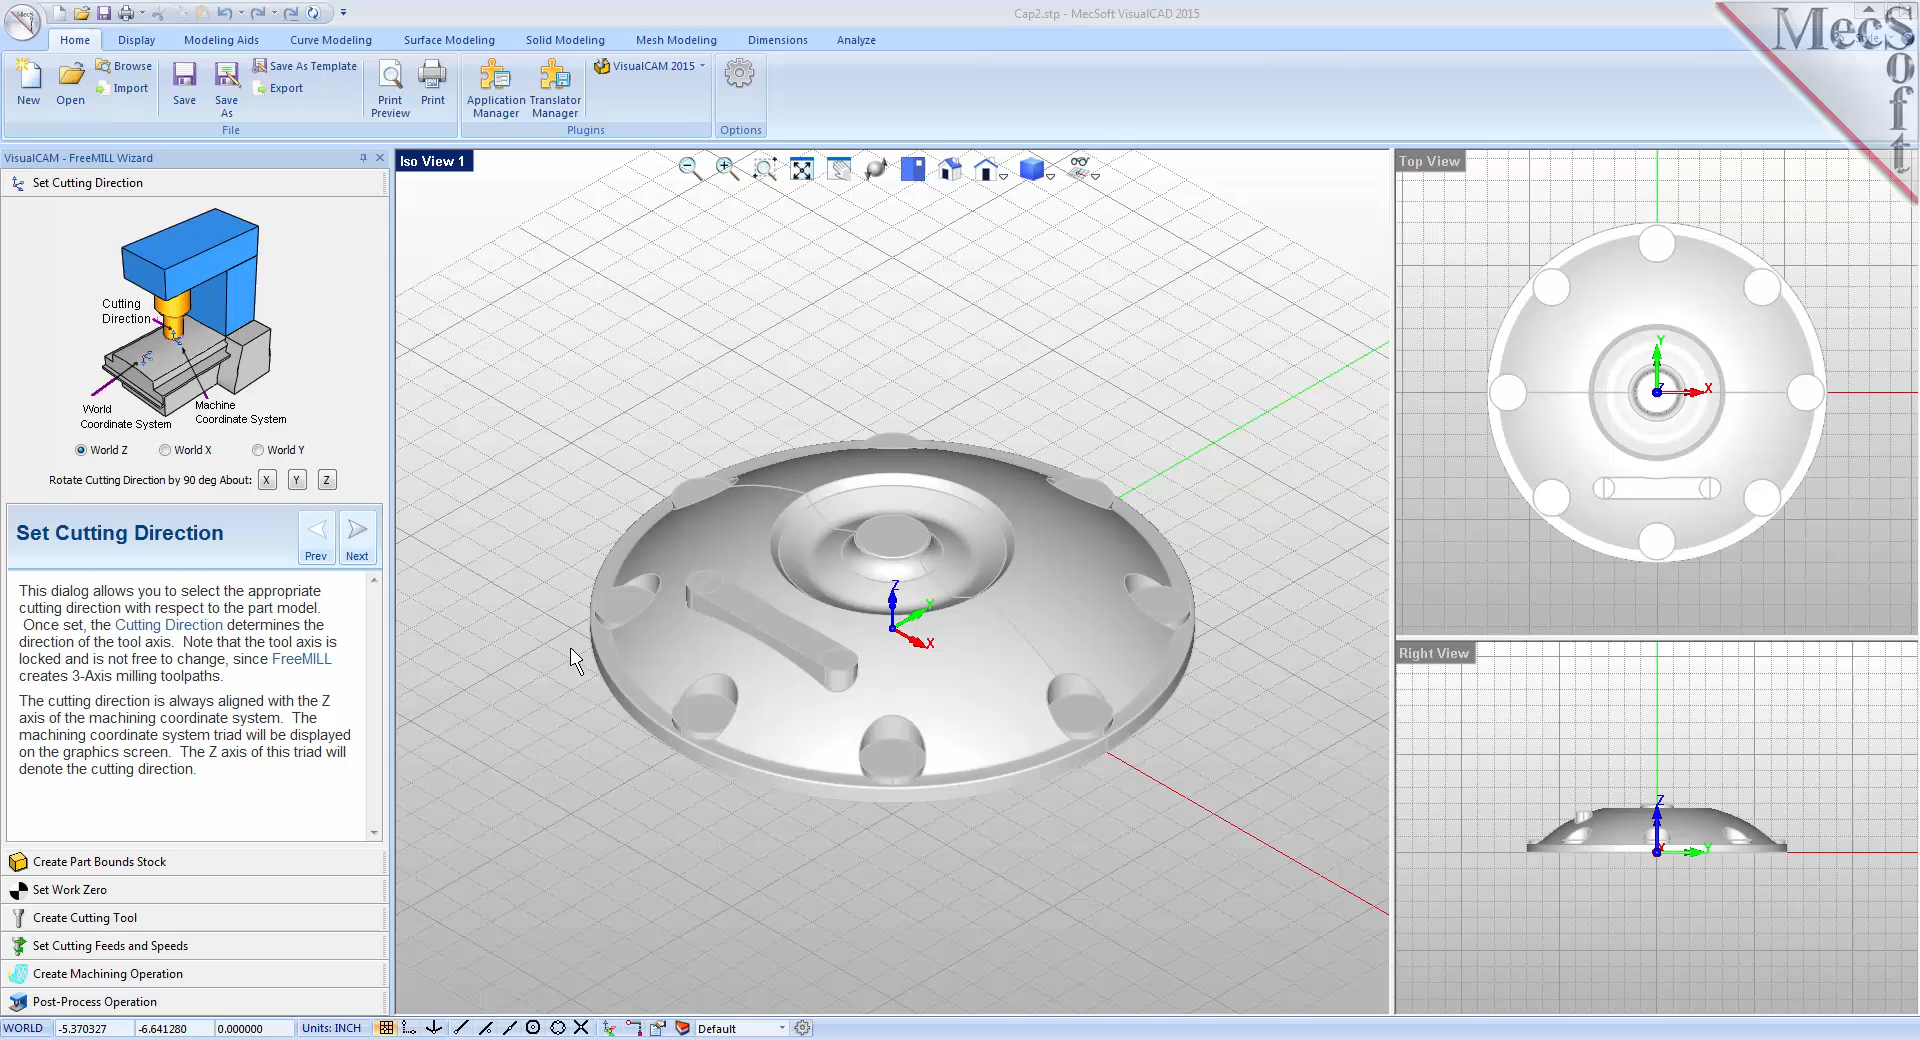 Cap2.stp - MecSoft VisualCAD 2015
Home Display Modeling Aids Curve Modeling Surface Modeling Solid Modeling Mesh Modeling Dimensions Analyze
New Open Browse Import Save Save As Save As Template Export Print Preview Print Application Manager Translator Manager VisualCAM 2015
File Plugins Options
MecSoft
VisualCAM - FreeMILL Wizard
Set Cutting Direction
Cutting
Direction
World
Coordinate System
Machine
Coordinate System
World Z World X World Y
Rotate Cutting Direction by 90 deg About: X Y Z
Set Cutting Direction
Prev Next
This dialog allows you to select the appropriate
cutting direction with respect to the part model.
Once set, the Cutting Direction determines the
direction of the tool axis. Note that the tool axis is
locked and is not free to change, since FreeMILL
creates 3-Axis milling toolpaths.
The cutting direction is always aligned with the Z
axis of the machining coordinate system. The
machining coordinate system triad will be displayed
on the graphics screen. The Z axis of this triad will
denote the cutting direction.
Create Part Bounds Stock
Set Work Zero
Create Cutting Tool
Set Cutting Feeds and Speeds
Create Machining Operation
Post-Process Operation
Iso View 1
Z
Y
X
Top View
Y
Z X
Right View
Z
X Y
WORLD -5.370327 -6.641280 0.000000 Units: INCH Default